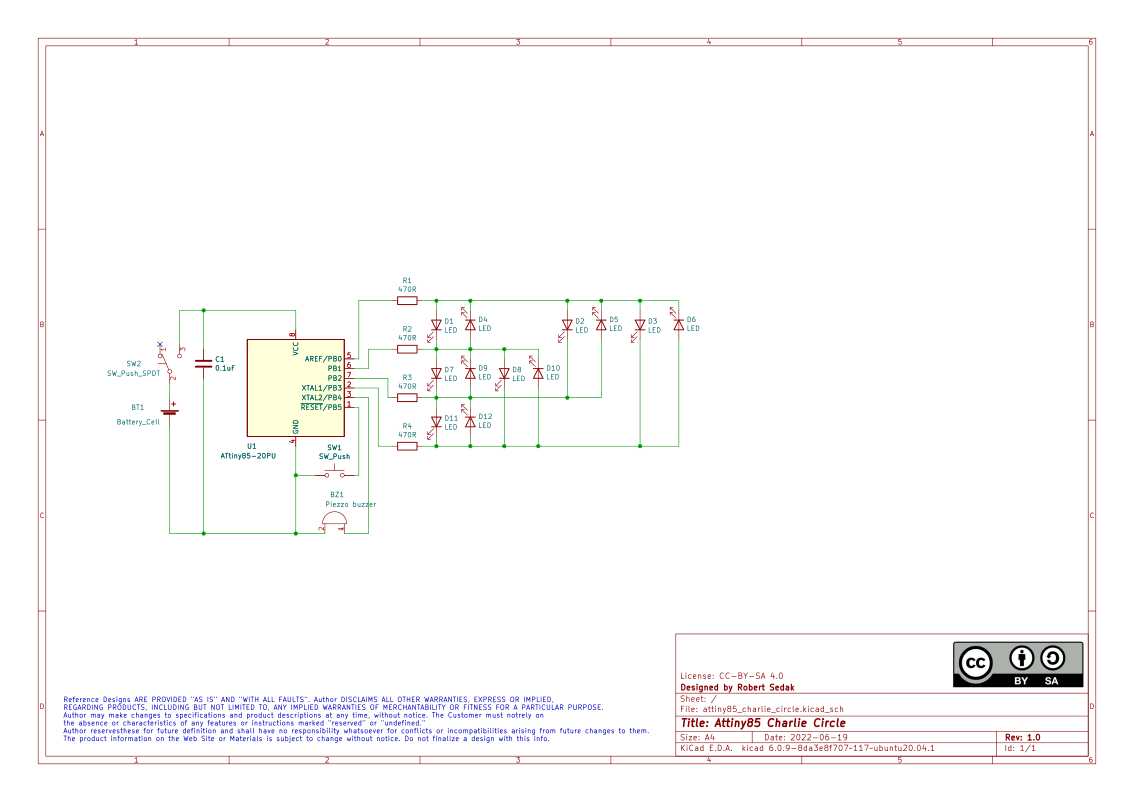 1
2
3
4
5
6
A
A
R1
470R
D1
LED
D4
LED
D2
LED
D5
LED
D3
LED
D6
LED
B
B
R2
470R
D7
LED
D9
LED
D8
LED
D10
LED
R3
470R
D11
LED
D12
LED
R4
470R
8
VCC
AREF/PB0
5
PB1
6
PB2
7
XTAL1/PB3
2
XTAL2/PB4
3
RESET/PB5
1
GND
4
U1
ATtiny85-20PU
C1
0.1uF
1
3
2
SW2
SW_Push_SPDT
+
BT1
Battery_Cell
SW1
SW_Push
BZ1
Piezzo buzzer
2
1
C
C
cc
BY SA
License: CC-BY-SA 4.0
Designed by Robert Sedak
Sheet: /
File: attiny85_charlie_circle.kicad_sch
Title: Attiny85 Charlie Circle
Size: A4
Date: 2022-06-19
Rev: 1.0
KiCad E.D.A. kicad 6.0.9-8da3e8f707-117-ubuntu20.04.1
Id: 1/1
D
D
Reference Designs ARE PROVIDED "AS IS" AND "WITH ALL FAULTS". Author DISCLAIMS ALL OTHER WARRANTIES, EXPRESS OR IMPLIED,
REGARDING PRODUCTS, INCLUDING BUT NOT LIMITED TO, ANY IMPLIED WARRANTIES OF MERCHANTABILITY OR FITNESS FOR A PARTICULAR PURPOSE.
Author may make changes to specifications and product descriptions at any time, without notice. The Customer must notrely on
the absence or characteristics of any features or instructions marked "reserved" or "undefined."
Author reservesthese for future definition and shall have no responsibility whatsoever for conflicts or incompatibilities arising from future changes to them.
The product information on the Web Site or Materials is subject to change without notice. Do not finalize a design with this info.
1
2
3
4
5
6